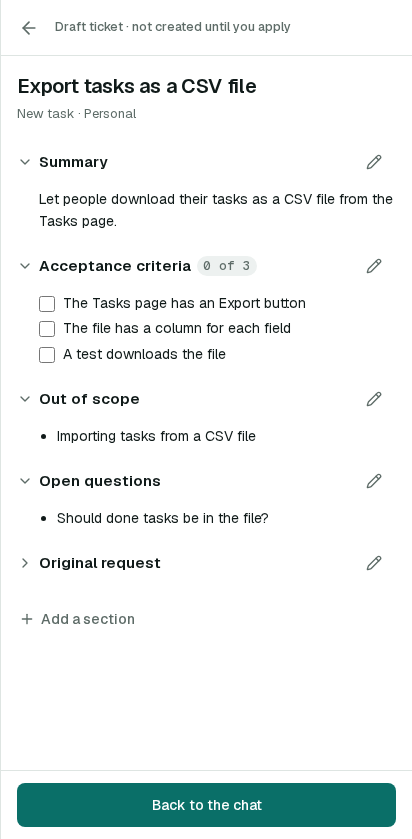 Draft ticket · not created until you apply
Export tasks as a CSV file
New task · Personal
Summary
Let people download their tasks as a CSV file from the
Tasks page.
Acceptance criteria 0 of 3
The Tasks page has an Export button
The file has a column for each field
A test downloads the file
Out of scope
• Importing tasks from a CSV file
Open questions
• Should done tasks be in the file?
Original request
Add a section
Back to the chat